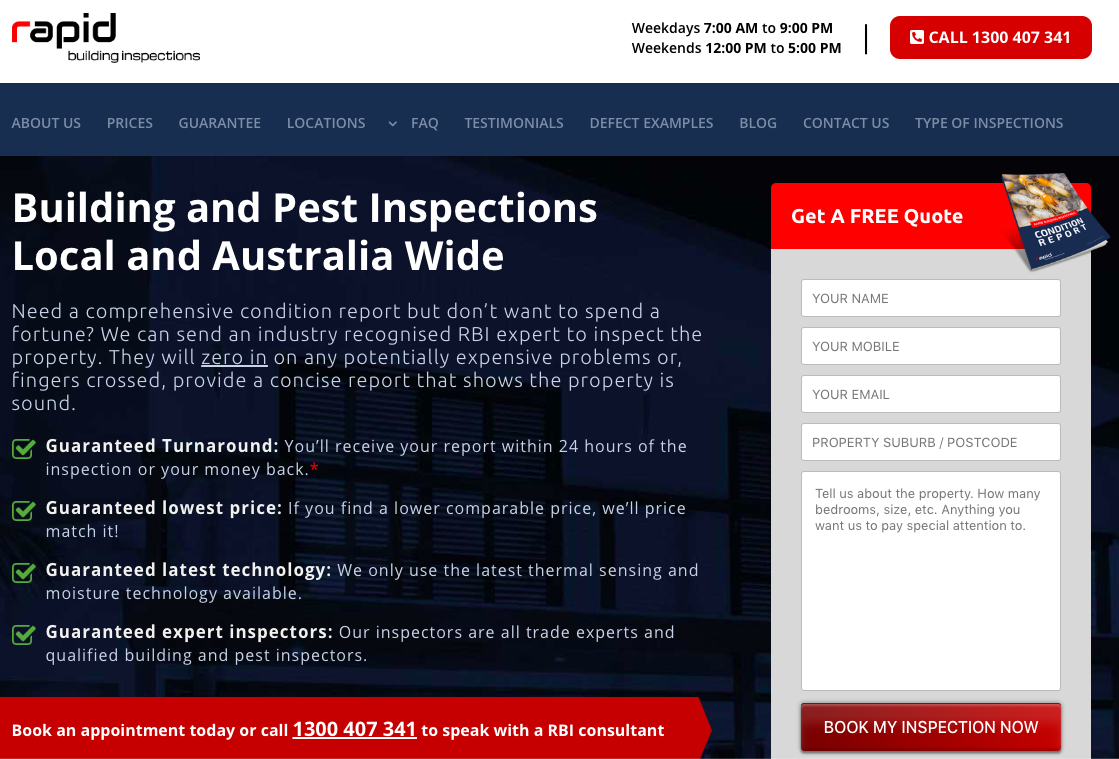 rapid
building inspections
Weekdays 7:00 AM to 9:00 PM
Weekends 12:00 PM to 5:00 PM
CALL 1300 407 341
ABOUT US PRICES GUARANTEE LOCATIONS FAQ TESTIMONIALS DEFECT EXAMPLES BLOG CONTACT US TYPE OF INSPECTIONS
Building and Pest Inspections
Local and Australia Wide
Need a comprehensive condition report but don’t want to spend a
fortune? We can send an industry recognised RBI expert to inspect the
property. They will zero in on any potentially expensive problems or,
fingers crossed, provide a concise report that shows the property is
sound.
Guaranteed Turnaround: You’ll receive your report within 24 hours of the
inspection or your money back.*
Guaranteed lowest price: If you find a lower comparable price, we’ll price
match it!
Guaranteed latest technology: We only use the latest thermal sensing and
moisture technology available.
Guaranteed expert inspectors: Our inspectors are all trade experts and
qualified building and pest inspectors.
Book an appointment today or call 1300 407 341 to speak with a RBI consultant
Get A FREE Quote
CONDITION
REPORT
rapid
YOUR NAME
YOUR MOBILE
YOUR EMAIL
PROPERTY SUBURB / POSTCODE
Tell us about the property. How many
bedrooms, size, etc. Anything you
want us to pay special attention to.
BOOK MY INSPECTION NOW